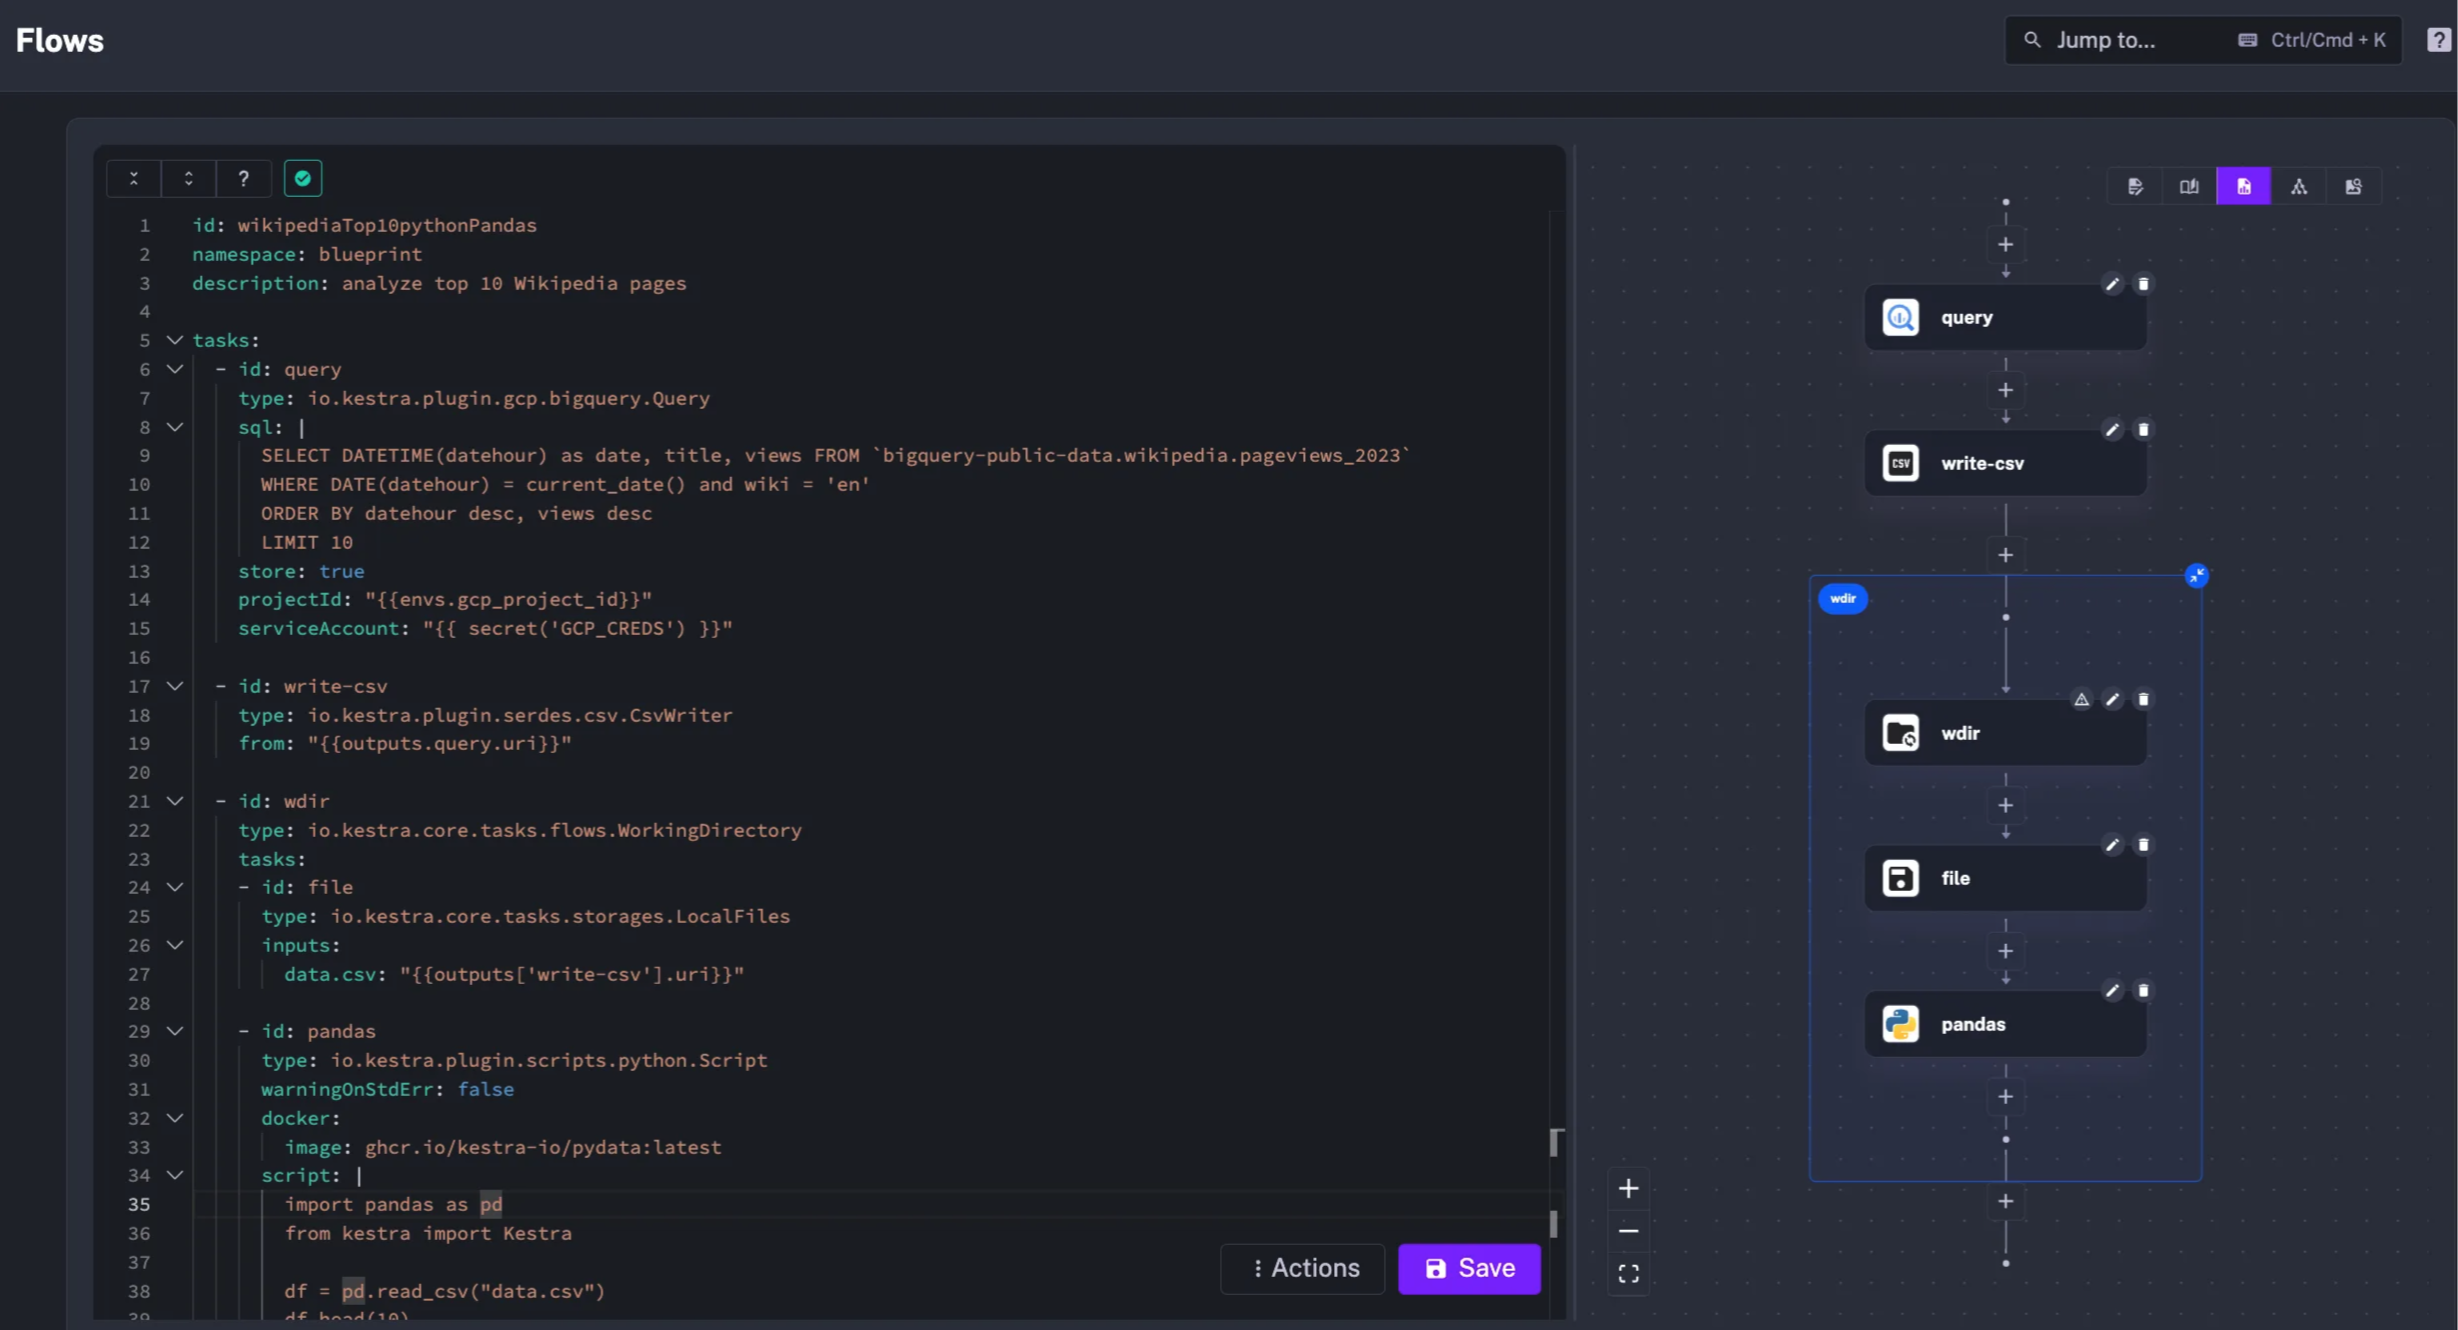 Flows
Jump to...
Ctrl/Cmd + K
?
?
1 id: wikipediaTop10pythonPandas
2 namespace: blueprint
3 description: analyze top 10 Wikipedia pages
4
5 tasks:
6 - id: query
7 type: io.kestra.plugin.gcp.bigquery.Query
8 sql: |
9 SELECT DATETIME(datehour) as date, title, views FROM `bigquery-public-data.wikipedia.pageviews_2023`
10 WHERE DATE(datehour) = current_date() and wiki = 'en'
11 ORDER BY datehour desc, views desc
12 LIMIT 10
13 store: true
14 projectId: "{{envs.gcp_project_id}}"
15 serviceAccount: "{{ secret('GCP_CREDS') }}"
16
17 - id: write-csv
18 type: io.kestra.plugin.serdes.csv.CsvWriter
19 from: "{{outputs.query.uri}}"
20
21 - id: wdir
22 type: io.kestra.core.tasks.flows.WorkingDirectory
23 tasks:
24 - id: file
25 type: io.kestra.core.tasks.storages.LocalFiles
26 inputs:
27 data.csv: "{{outputs['write-csv'].uri}}"
28
29 - id: pandas
30 type: io.kestra.plugin.scripts.python.Script
31 warningOnStdErr: false
32 docker:
33 image: ghcr.io/kestra-io/pydata:latest
34 script: |
35 import pandas as pd
36 from kestra import Kestra
37
38 df = pd.read_csv("data.csv")
39 df.head(10)
Actions
Save
query
CSV
write-csv
wdir
wdir
file
pandas